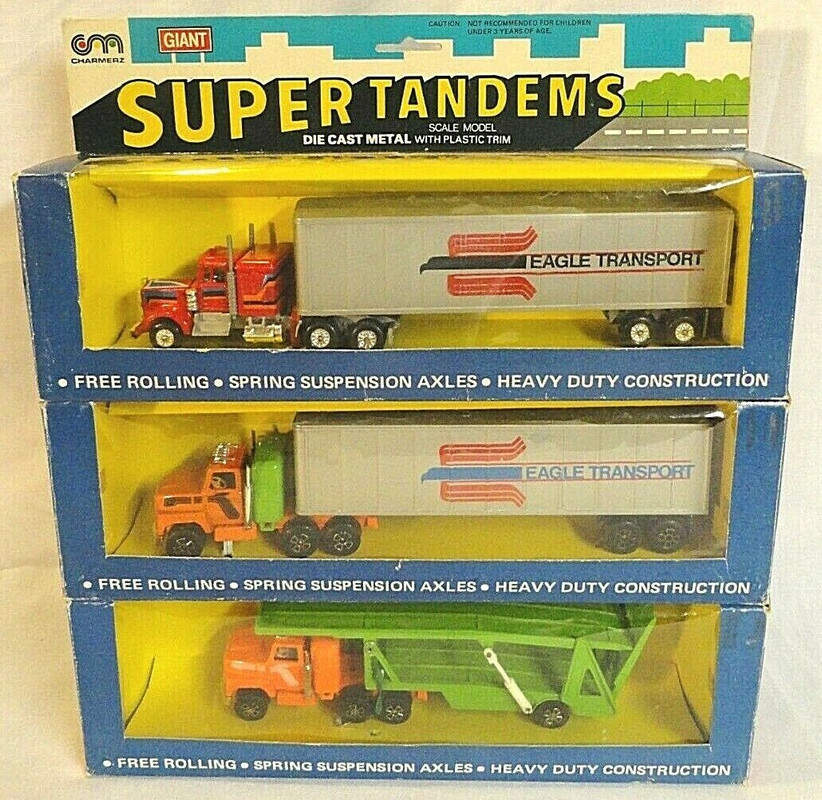 CAUTION: NOT RECOMMENDED FOR CHILDREN
UNDER 3 YEARS OF AGE.
cm
CHARMERZ
GIANT
SUPER TANDEMS
SCALE MODEL
DIE CAST METAL WITH PLASTIC TRIM
EAGLE TRANSPORT
• FREE ROLLING • SPRING SUSPENSION AXLES • HEAVY DUTY CONSTRUCTION
EAGLE TRANSPORT
• FREE ROLLING • SPRING SUSPENSION AXLES • HEAVY DUTY CONSTRUCTION
• FREE ROLLING • SPRING SUSPENSION AXLES • HEAVY DUTY CONSTRUCTION